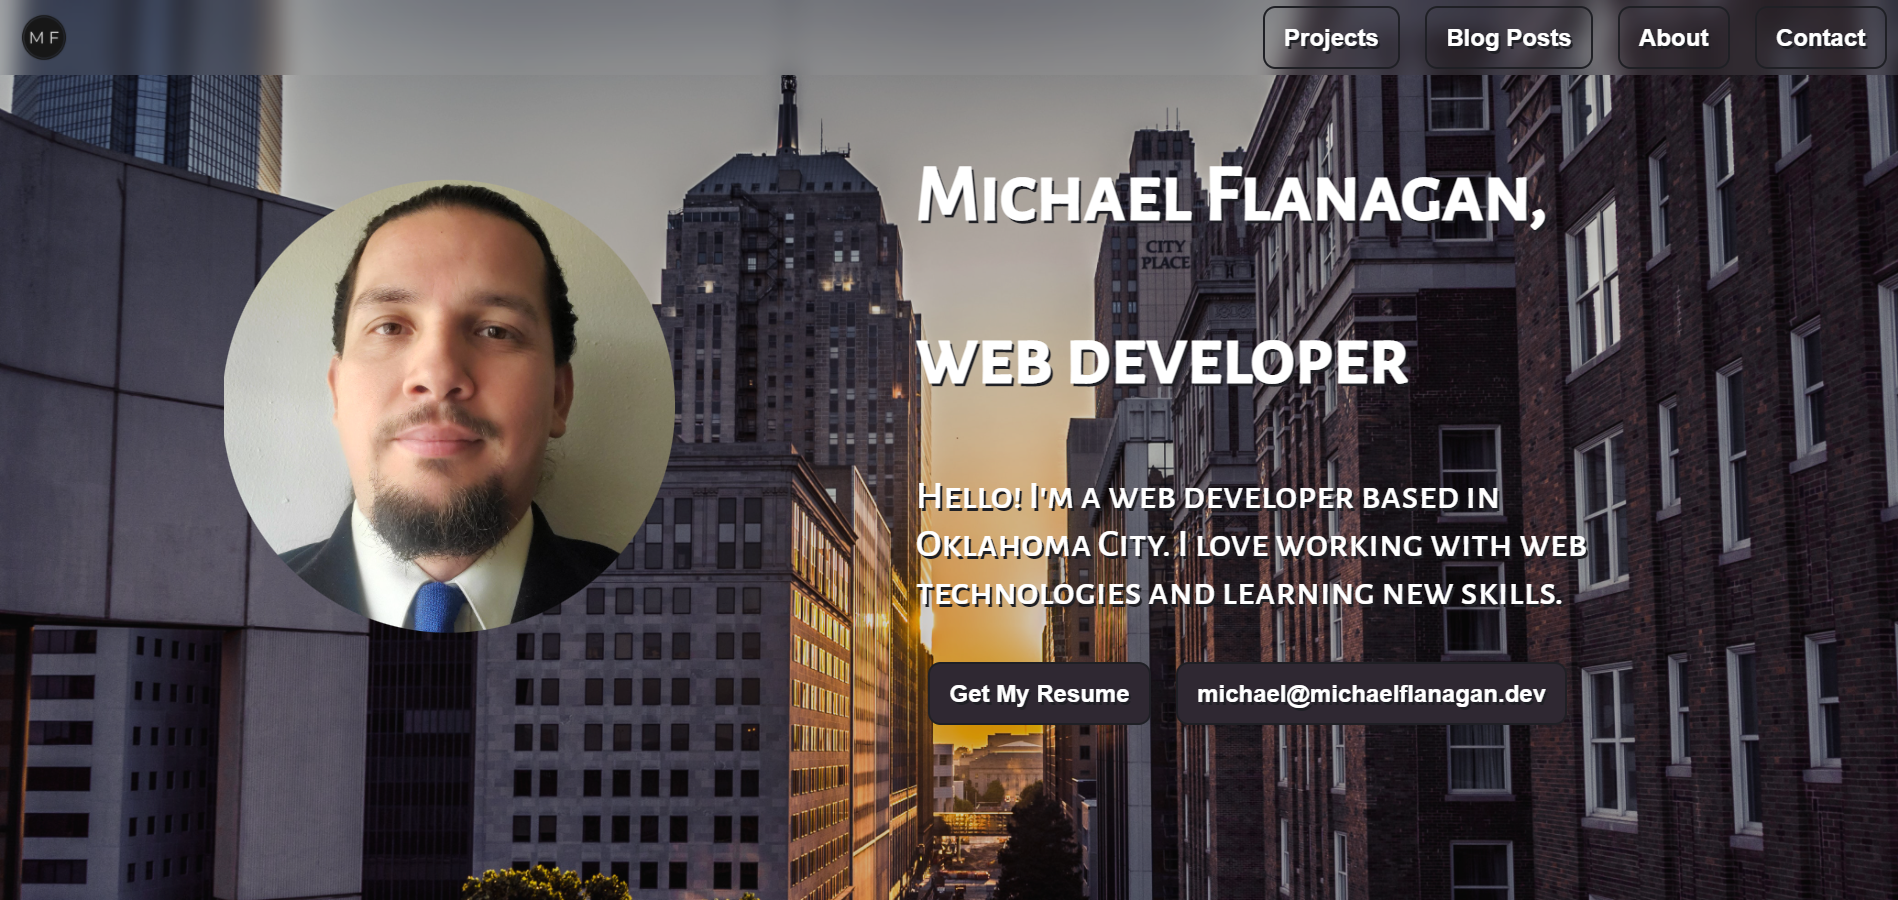 M F
Projects
Blog Posts
About
Contact
Michael Flanagan,
CITY
PLACE
web developer
Hello! I'm a web developer based in
Oklahoma City. I love working with web
technologies and learning new skills.
Get My Resume
michael@michaelflanagan.dev